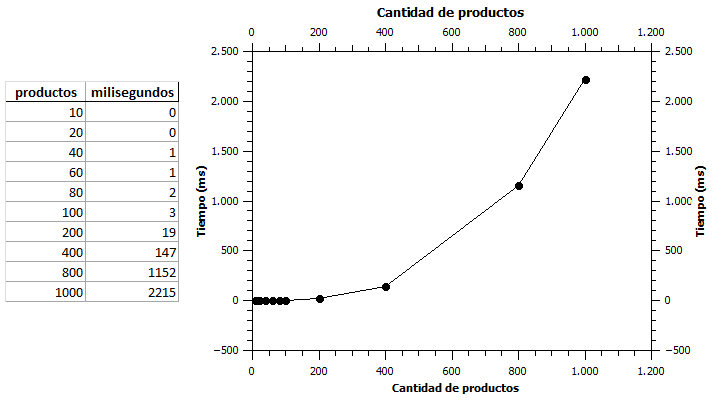 productos milisegundos
10 0
20 0
40 1
60 1
80 2
100 3
200 19
400 147
800 1152
1000 2215
Cantidad de productos
0 200 400 600 800 1.000 1.200
2.500 2.500
2.000 2.000
1.500 1.500
1.000 1.000
500 500
0 0
−500 −500
Tiempo (ms)
Tiempo (ms)
0 200 400 600 800 1.000 1.200
Cantidad de productos